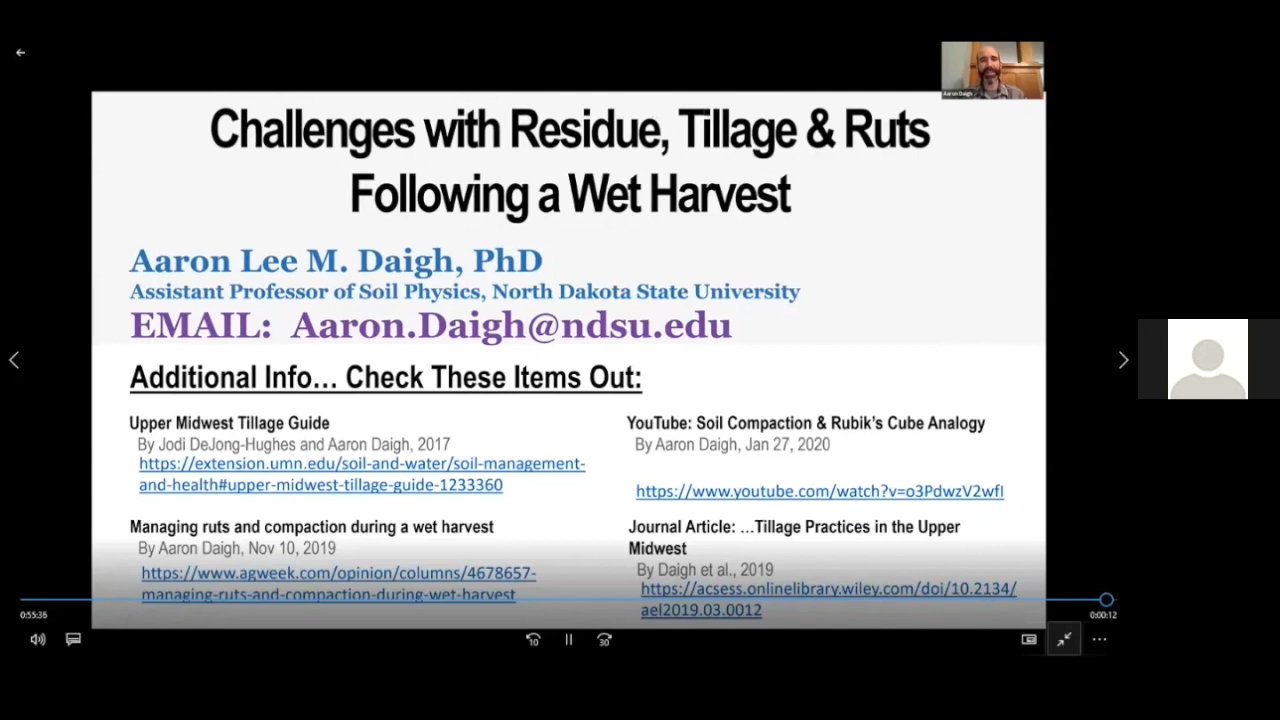 Aaron Daigh
Challenges with Residue, Tillage & Ruts
Following a Wet Harvest
Aaron Lee M. Daigh, PhD
Assistant Professor of Soil Physics, North Dakota State University
EMAIL: Aaron.Daigh@ndsu.edu
Additional Info... Check These Items Out:
Upper Midwest Tillage Guide
By Jodi DeJong-Hughes and Aaron Daigh, 2017
https://extension.umn.edu/soil-and-water/soil-management-
and-health#upper-midwest-tillage-guide-1233360
Managing ruts and compaction during a wet harvest
By Aaron Daigh, Nov 10, 2019
https://www.agweek.com/opinion/columns/4678657-
managing-ruts-and-compaction-during-wet-harvest
YouTube: Soil Compaction & Rubik's Cube Analogy
By Aaron Daigh, Jan 27, 2020
https://www.youtube.com/watch?v=o3PdwzV2wfI
Journal Article: ...Tillage Practices in the Upper
Midwest
By Daigh et al., 2019
https://acsess.onlinelibrary.wiley.com/doi/10.2134/
ael2019.03.0012
0:55:36
0:00:12
10
30